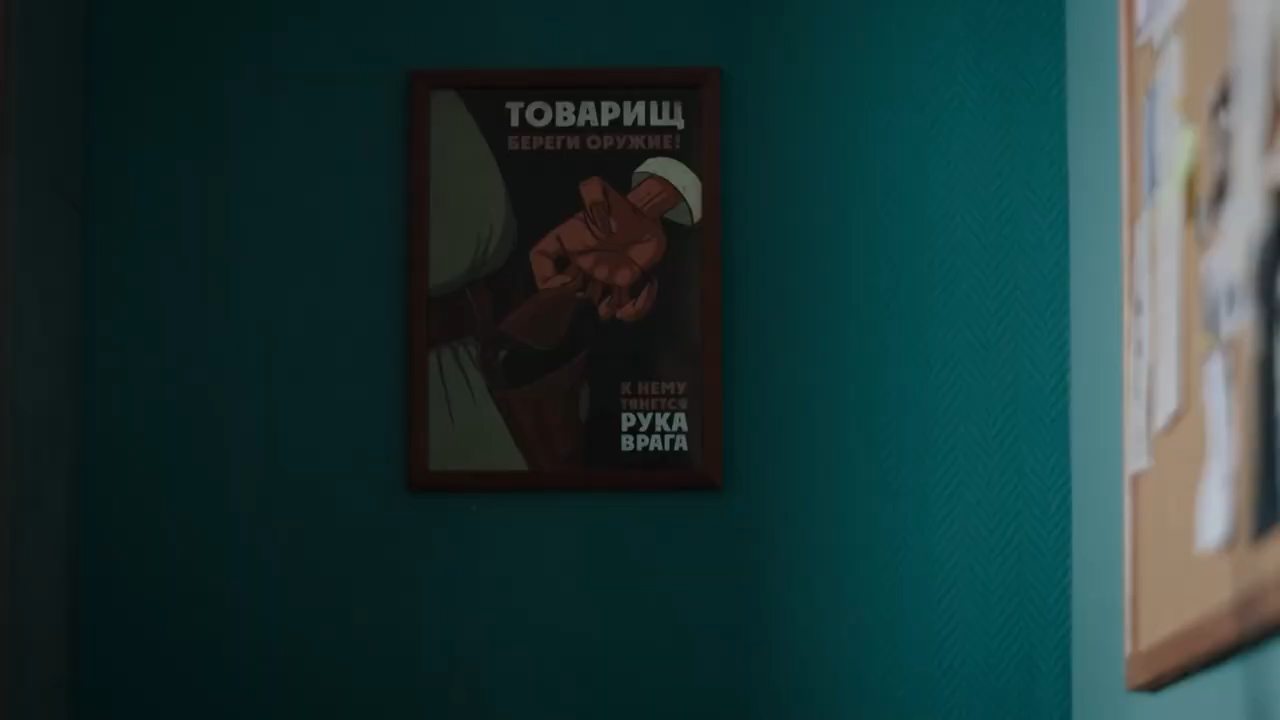 ТОВАРИЩ
БЕРЕГИ ОРУЖИЕ!
К НЕМУ
ТЯНЕТСЯ
РУКА
ВРАГА